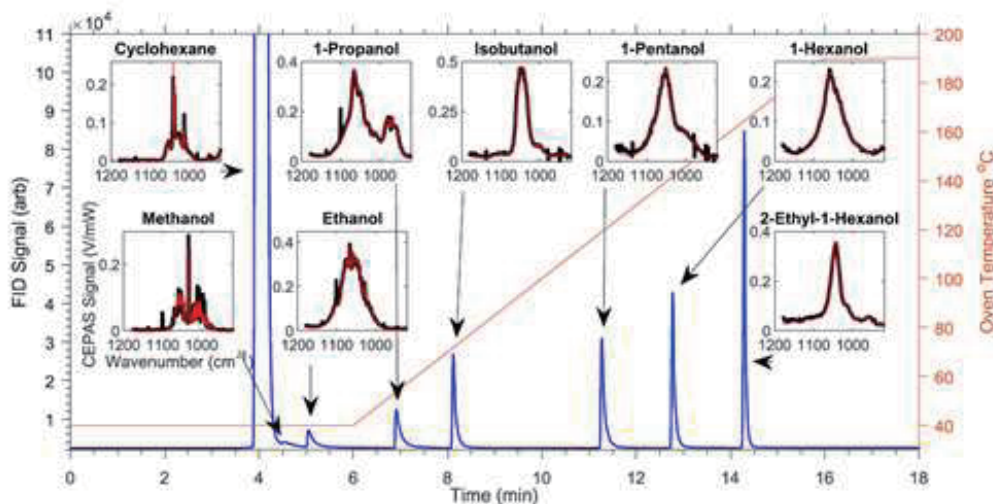 ×10⁴
11
10
9
8
7
6
5
4
3
2
1
FID Signal (arb)
CEPAS Signal (V/mW)
Cyclohexane
0.2
0.1
0
1200 1100 1000
1-Propanol
0.4
0.2
0
1200 1100 1000
Isobutanol
0.5
0
1200 1100 1000
1-Pentanol
0.2
0.1
0
1200 1100 1000
1-Hexanol
0.2
0.1
0
1200 1100 1000
Methanol
0.2
0
1200 1100 1000
Wavenumber (cm⁻¹)
Ethanol
0.4
0.2
0
1200 1100 1000
2-Ethyl-1-Hexanol
0.4
0.2
0
1200 1100 1000
200
180
160
140
120
100
80
60
40
Oven Temperature °C
0 2 4 6 8 10 12 14 16 18
Time (min)